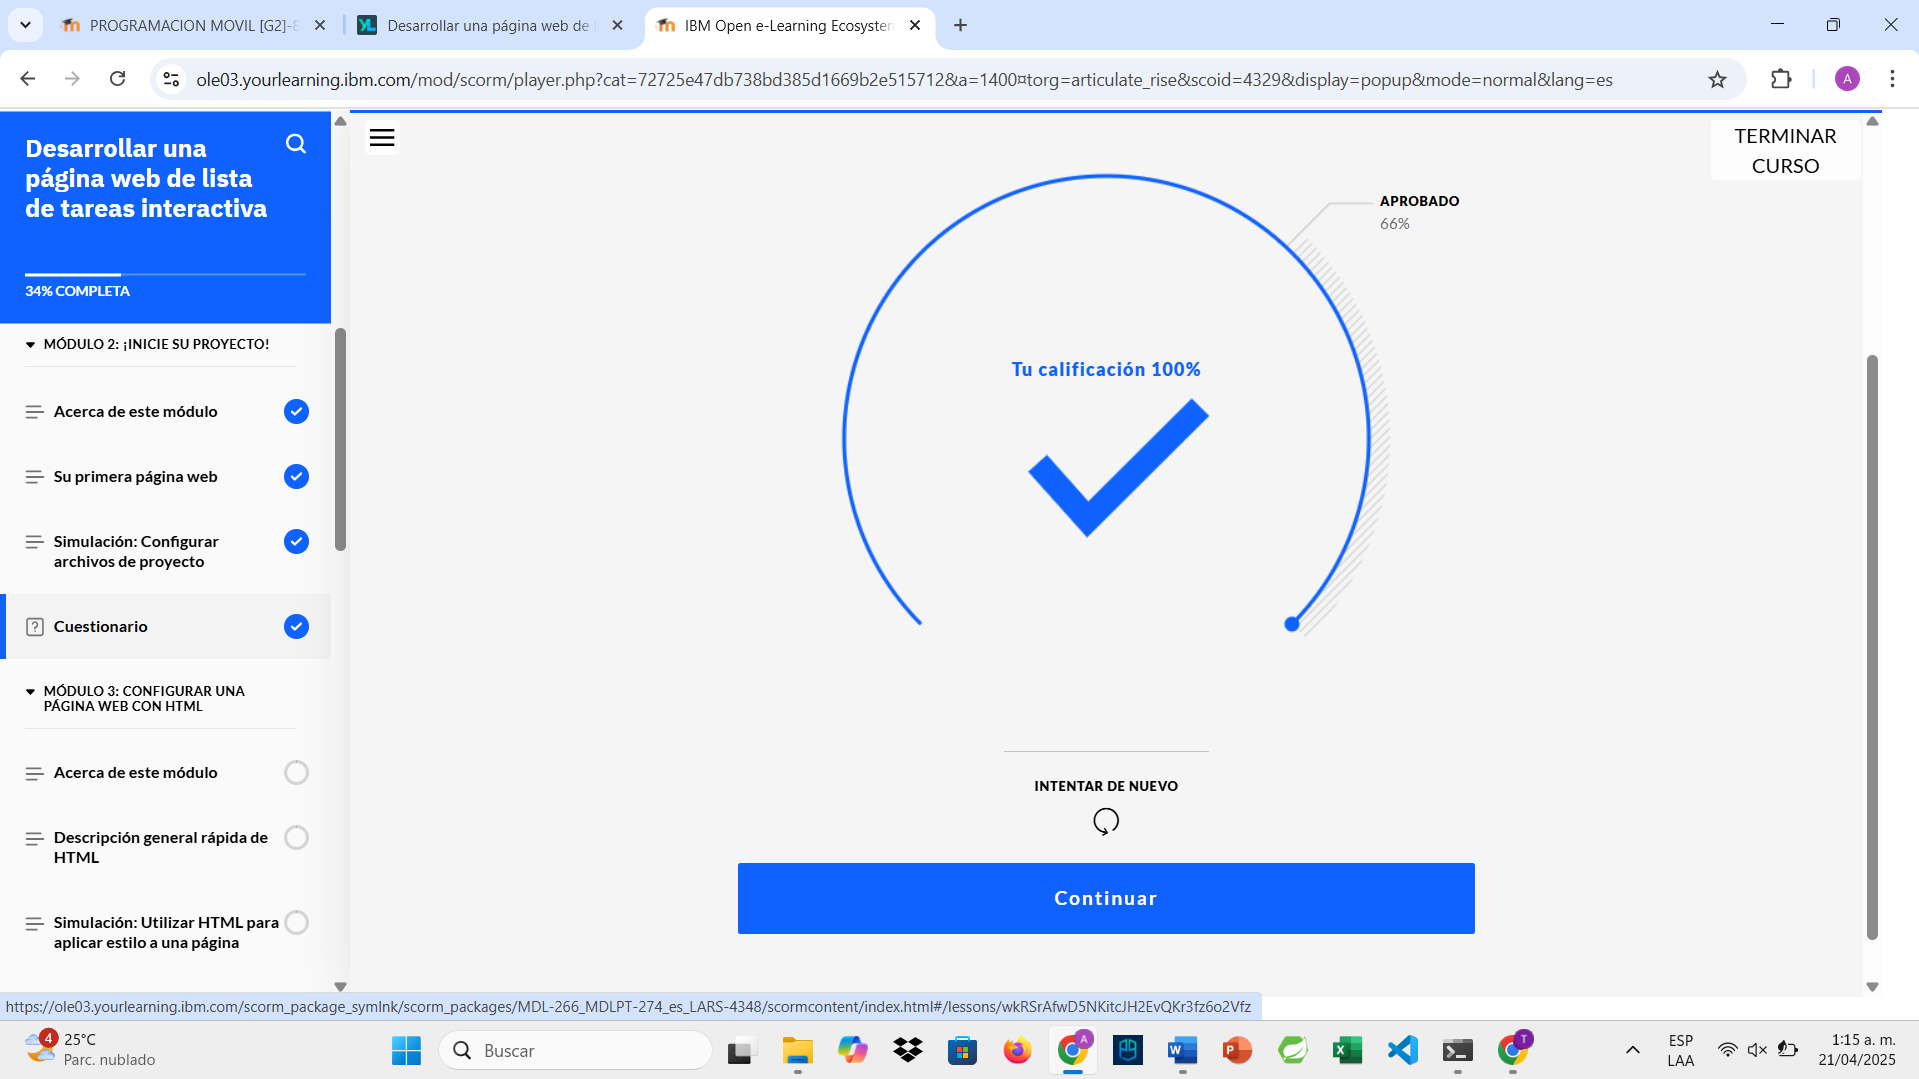 PROGRAMACION MOVIL [G2]-8
Desarrollar una página web de
IBM Open e-Learning Ecosystem
ole03.yourlearning.ibm.com/mod/scorm/player.php?cat=72725e47db738bd385d1669b2e515712&a=1400¤torg=articulate_rise&scoid=4329&display=popup&mode=normal&lang=es
A
Desarrollar una
página web de lista
de tareas interactiva
34% COMPLETA
MÓDULO 2: ¡INICIE SU PROYECTO!
Acerca de este módulo
Su primera página web
Simulación: Configurar
archivos de proyecto
Cuestionario
MÓDULO 3: CONFIGURAR UNA
PÁGINA WEB CON HTML
Acerca de este módulo
Descripción general rápida de
HTML
Simulación: Utilizar HTML para
aplicar estilo a una página
TERMINAR
CURSO
APROBADO
66%
Tu calificación 100%
INTENTAR DE NUEVO
Continuar
https://ole03.yourlearning.ibm.com/scorm_package_symlnk/scorm_packages/MDL-266_MDLPT-274_es_LARS-4348/scormcontent/index.html#/lessons/wkRSrAfwD5NKitcJH2EvQKr3fz6o2Vfz
4
25°C
Parc. nublado
Buscar
A
T
ESP
LAA
1:15 a. m.
21/04/2025